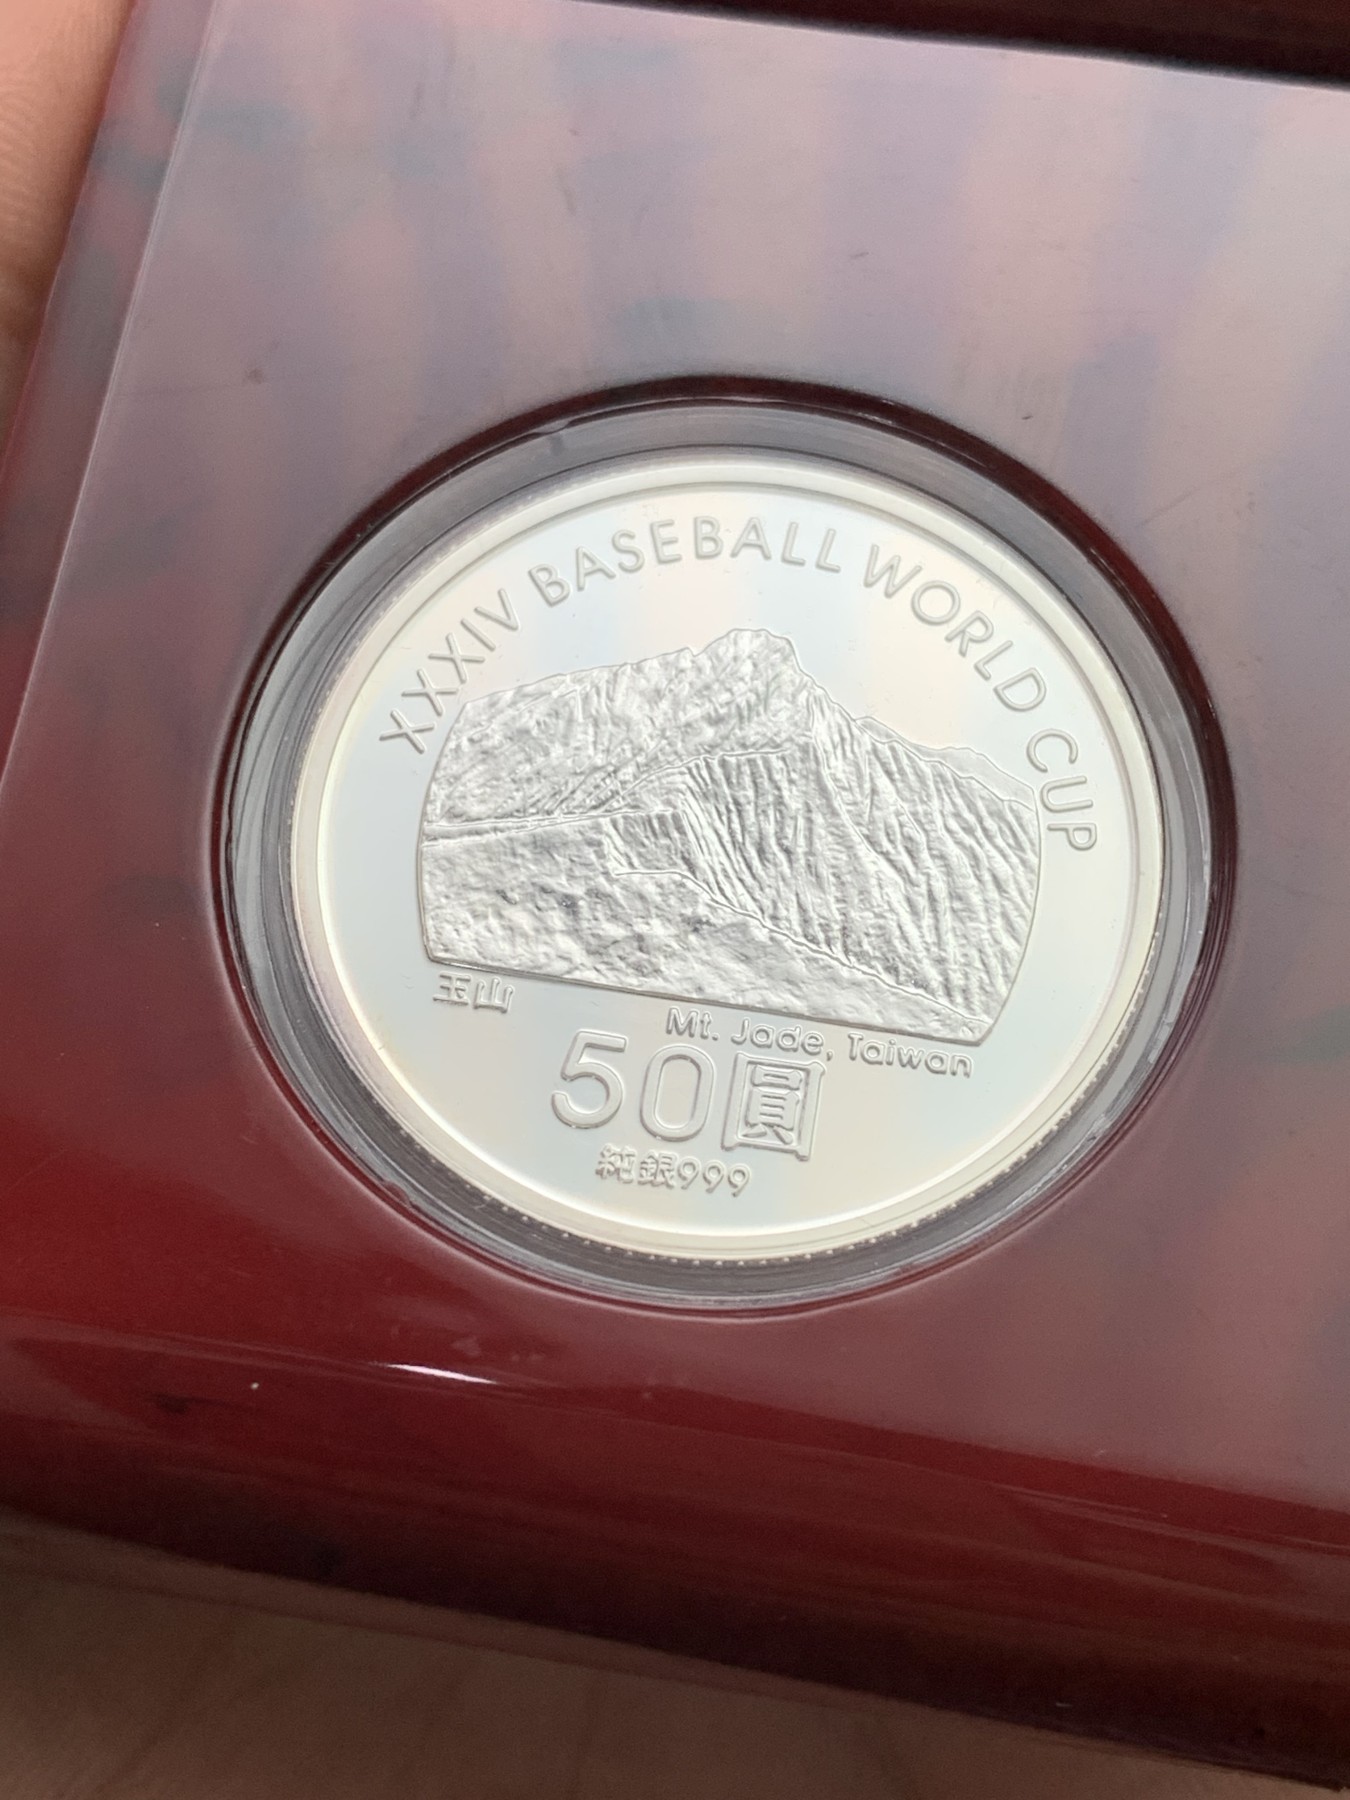 XXXIV BASEBALL WORLD CUP
玉山
Mt. Jade, Taiwan
50圓
純銀999